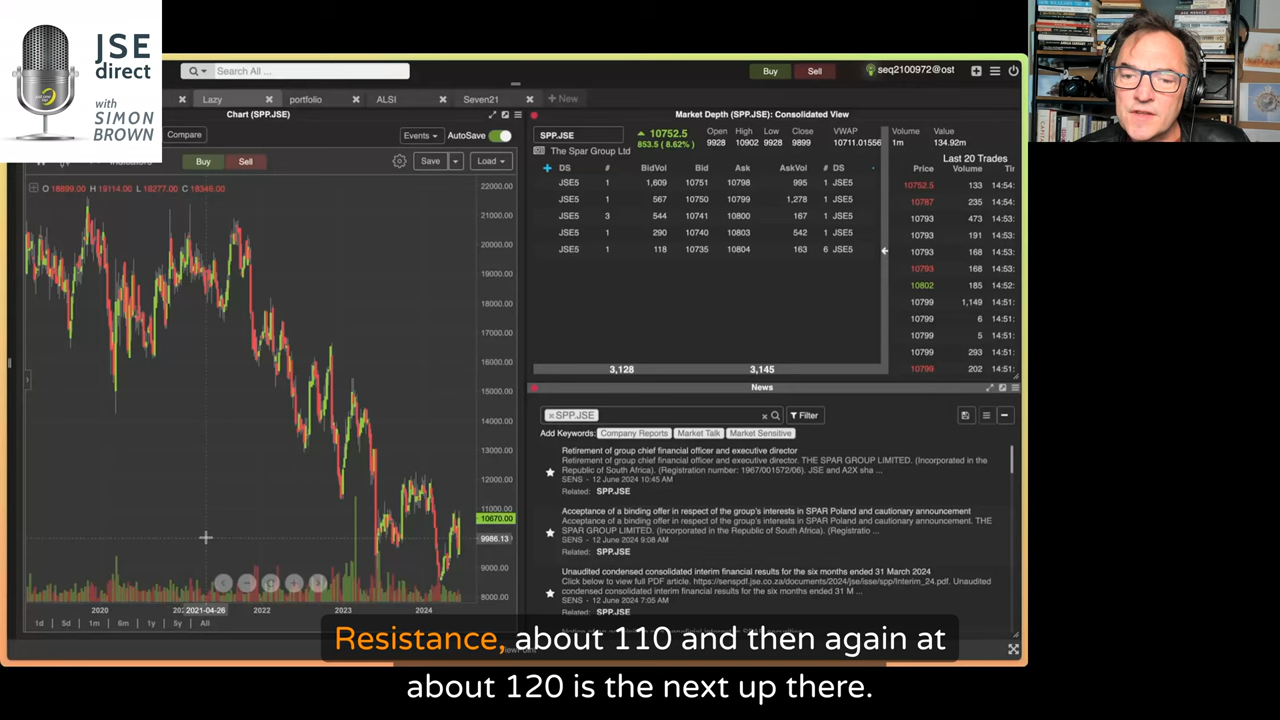 JSE
direct
with
SIMON
BROWN
Search All ...
Buy
Sell
seq2100972@ost
Lazy
portfolio
ALSI
Seven21
New
Chart (SPP.JSE)
Compare
Events
AutoSave
Buy
Sell
Save
Load
O 18899.00 H 19114.00 L 18277.00 C 18346.00
22000.00
21000.00
20000.00
19000.00
18000.00
17000.00
16000.00
15000.00
14000.00
13000.00
12000.00
11000.00
10670.00
9986.13
9000.00
8000.00
2020
2021-04-26
2022
2023
2024
1d 5d 1m 6m 1y 5y All
Market Depth (SPP.JSE): Consolidated View
SPP.JSE
The Spar Group Ltd
10752.5
853.5 ( 8.62%)
Open High Low Close VWAP Volume Value
9928 10902 9928 9899 10711.01556 1m 134.92m
DS # BidVol Bid Ask AskVol # DS
JSE5 1 1,609 10751 10798 995 1 JSE5
JSE5 1 567 10750 10799 1,278 1 JSE5
JSE5 3 544 10741 10800 167 1 JSE5
JSE5 1 290 10740 10803 542 1 JSE5
JSE5 1 118 10735 10804 163 6 JSE5
3,128 3,145
Last 20 Trades
Price Volume
10752.5 133 14:54:
10787 235 14:54:
10793 473 14:53:
10793 191 14:53:
10793 168 14:53:
10793 168 14:53:
10802 185 14:52:
10799 1,149 14:51:
10799 6 14:51:
10799 5 14:51:
10799 293 14:51:
10799 202 14:51:
News
SPP.JSE
Filter
Add Keywords: Company Reports Market Talk Market Sensitive
Retirement of group chief financial officer and executive director
Retirement of group chief financial officer and executive director. THE SPAR GROUP LIMITED. (Incorporated in the
Republic of South Africa). (Registration number: 1967/001572/06). JSE and A2X sha ...
SENS - 12 June 2024 10:45 AM
Related: SPP.JSE
Acceptance of a binding offer in respect of the group's interests in SPAR Poland and cautionary announcement
Acceptance of a binding offer in respect of the group's interests in SPAR Poland and cautionary announcement. THE
SPAR GROUP LIMITED. (Incorporated in the Republic of South Africa). (Registratio ...
SENS - 12 June 2024 9:08 AM
Related: SPP.JSE
Unaudited condensed consolidated interim financial results for the six months ended 31 March 2024
Click below to view full PDF article. https://senspdf.jse.co.za/documents/2024/jse/isse/spp/Interim_24.pdf. Unaudited
condensed consolidated interim financial results for the six months ended 31 M ...
SENS - 12 June 2024 7:05 AM
Related: SPP.JSE
Resistance, about 110 and then again at
about 120 is the next up there.